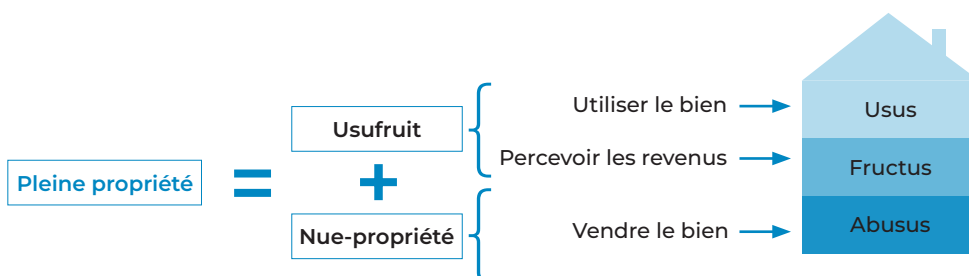 Utiliser le bien
Usus
Usufruit
Percevoir les revenus
Fructus
Pleine propriété
=
+
Nue-propriété
Vendre le bien
Abusus